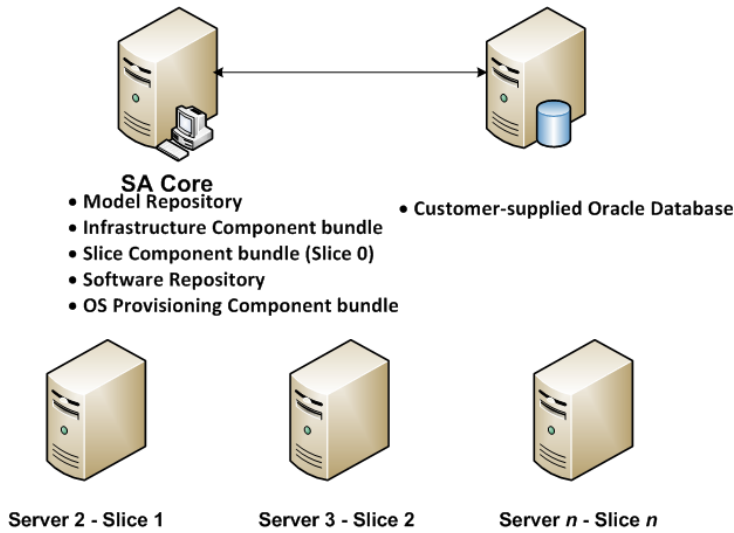 SA Core
• Model Repository
• Infrastructure Component bundle
• Slice Component bundle (Slice 0)
• Software Repository
• OS Provisioning Component bundle
• Customer-supplied Oracle Database
Server 2 - Slice 1
Server 3 - Slice 2
Server n - Slice n